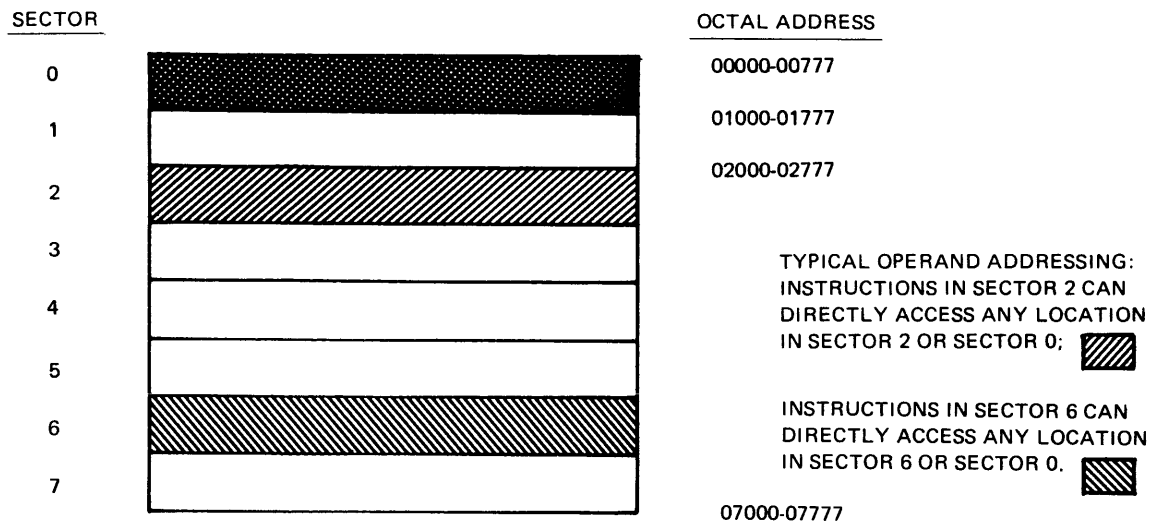 SECTOR OCTAL ADDRESS
0 00000-00777
1 01000-01777
2 02000-02777
3
4
5
6
7
07000-07777
TYPICAL OPERAND ADDRESSING:
INSTRUCTIONS IN SECTOR 2 CAN
DIRECTLY ACCESS ANY LOCATION
IN SECTOR 2 OR SECTOR 0;
INSTRUCTIONS IN SECTOR 6 CAN
DIRECTLY ACCESS ANY LOCATION
IN SECTOR 6 OR SECTOR 0.